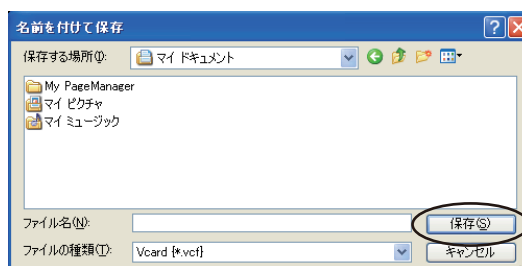 名前を付けて保存
保存する場所(I):
マイ ドキュメント
My PageManager
マイ ピクチャ
マイ ミュージック
ファイル名(N):
保存(S)
ファイルの種類(T):
Vcard {*.vcf}
キャンセル